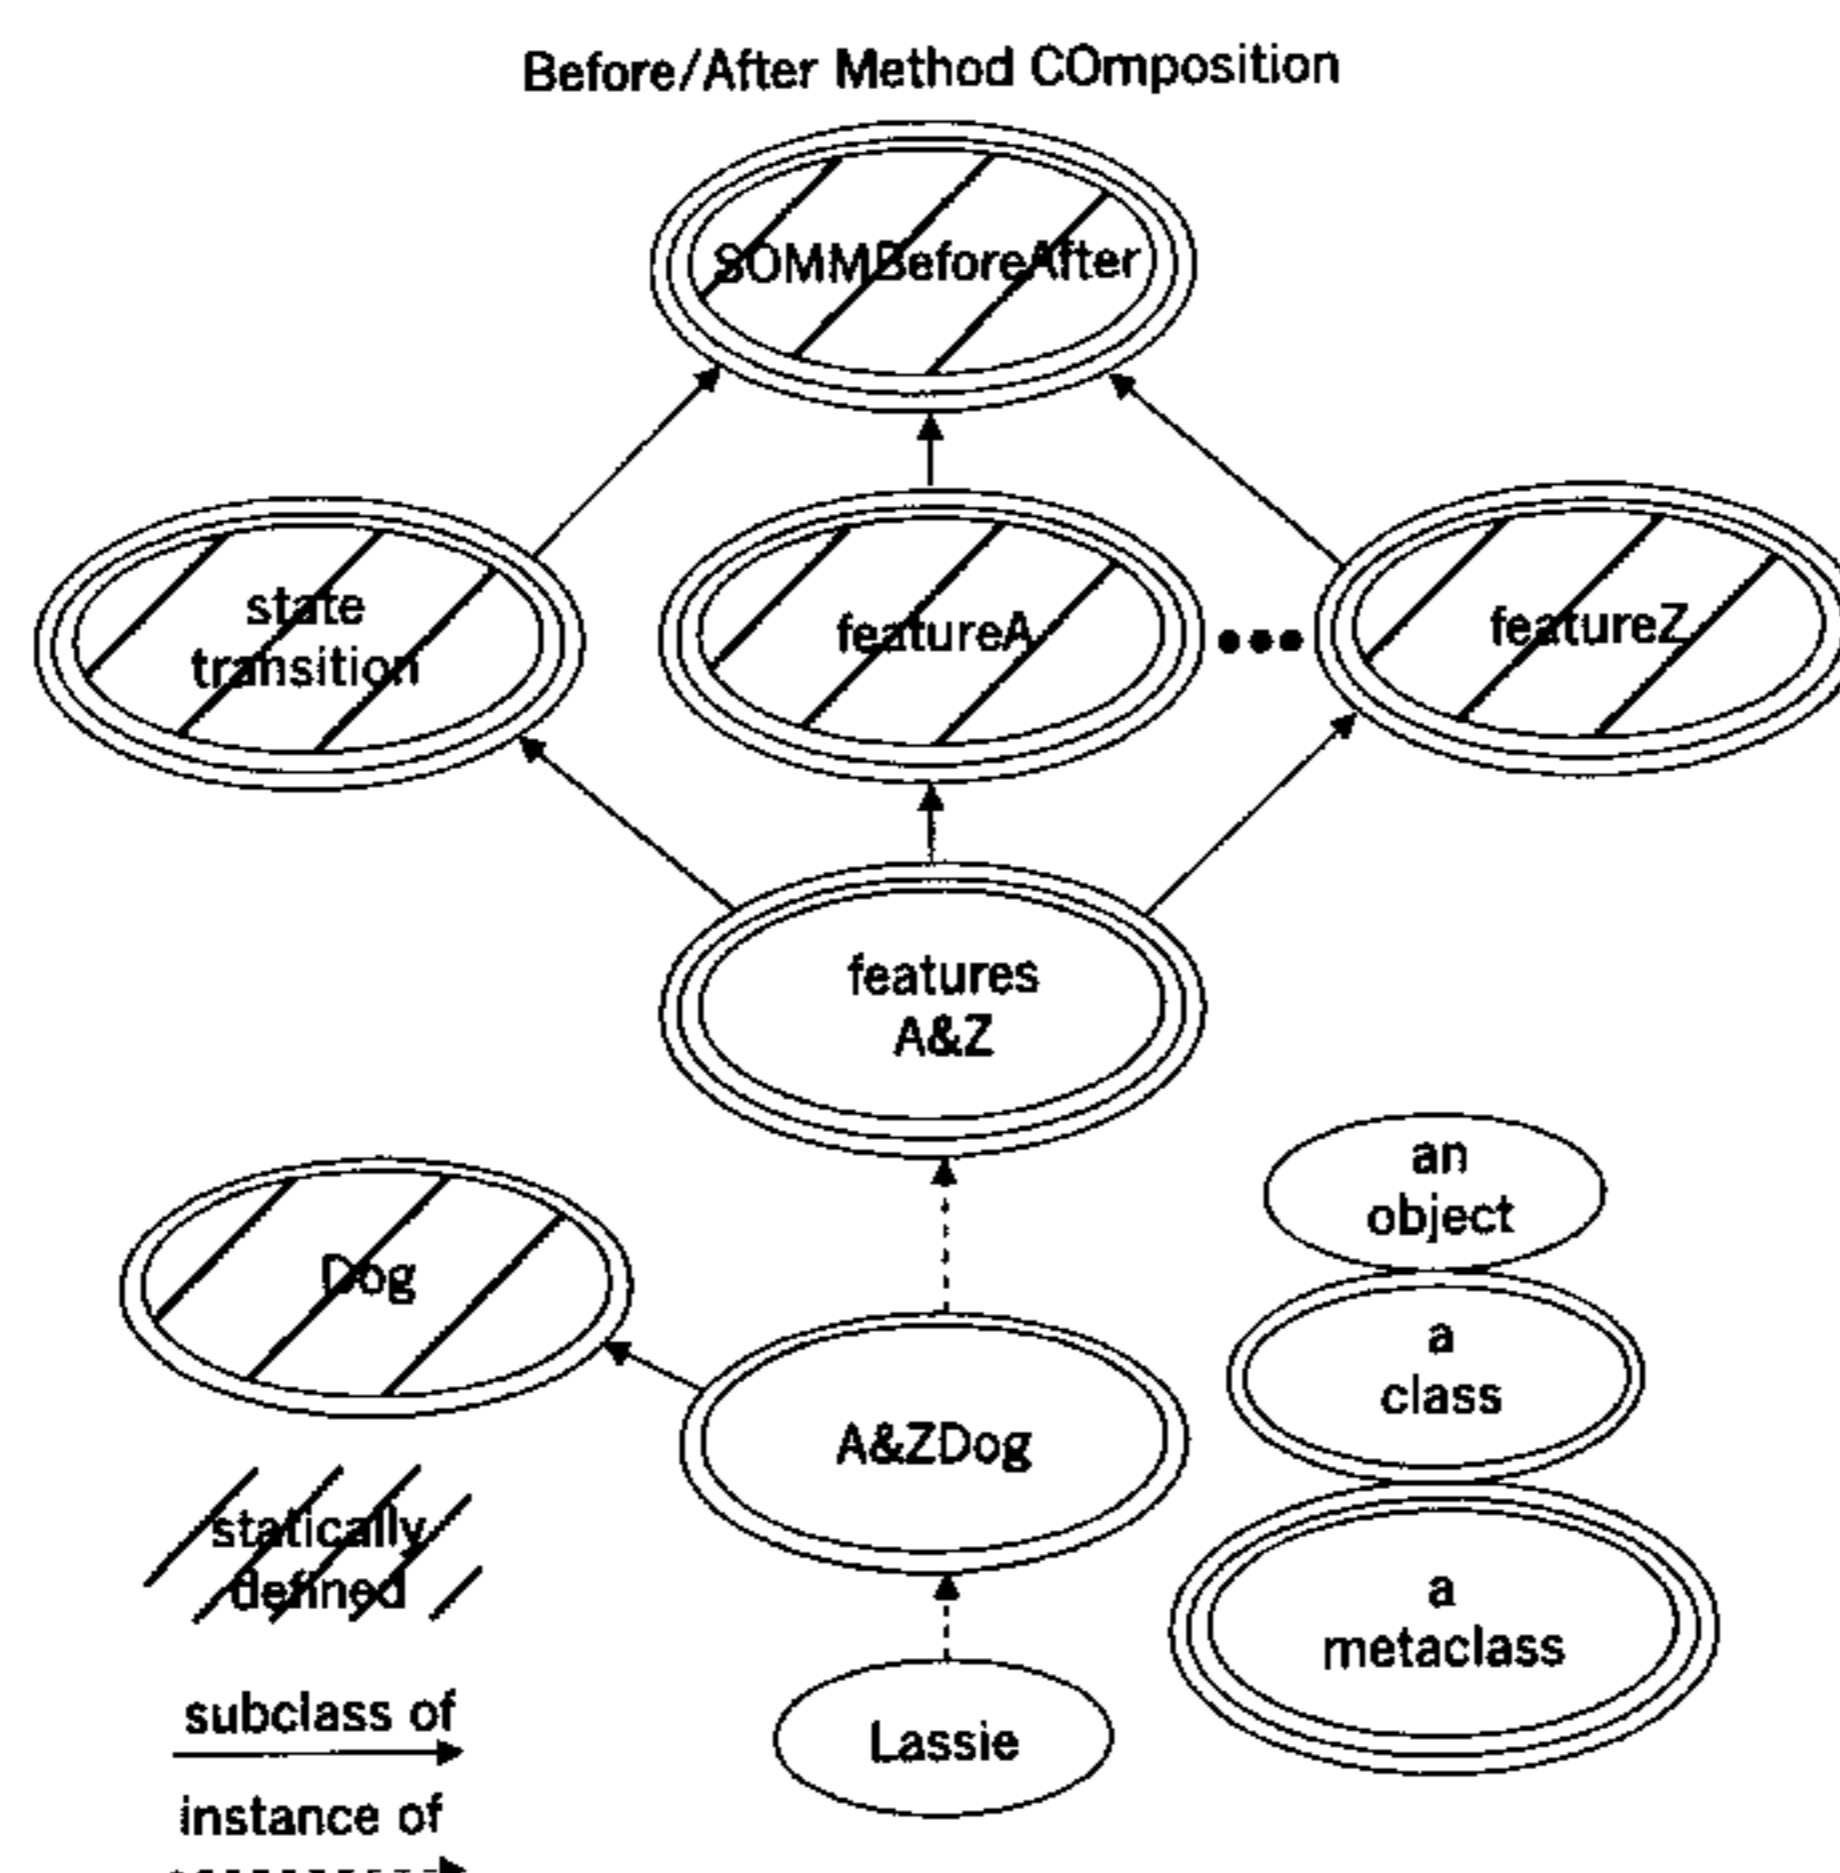 Before/After Method COmposition
SOMMBeforeAfter
state
transition
featureA
featureZ
features
A&Z
an
object
a
class
a
metaclass
Dog
A&ZDog
Lassie
statically
defined
subclass of
instance of